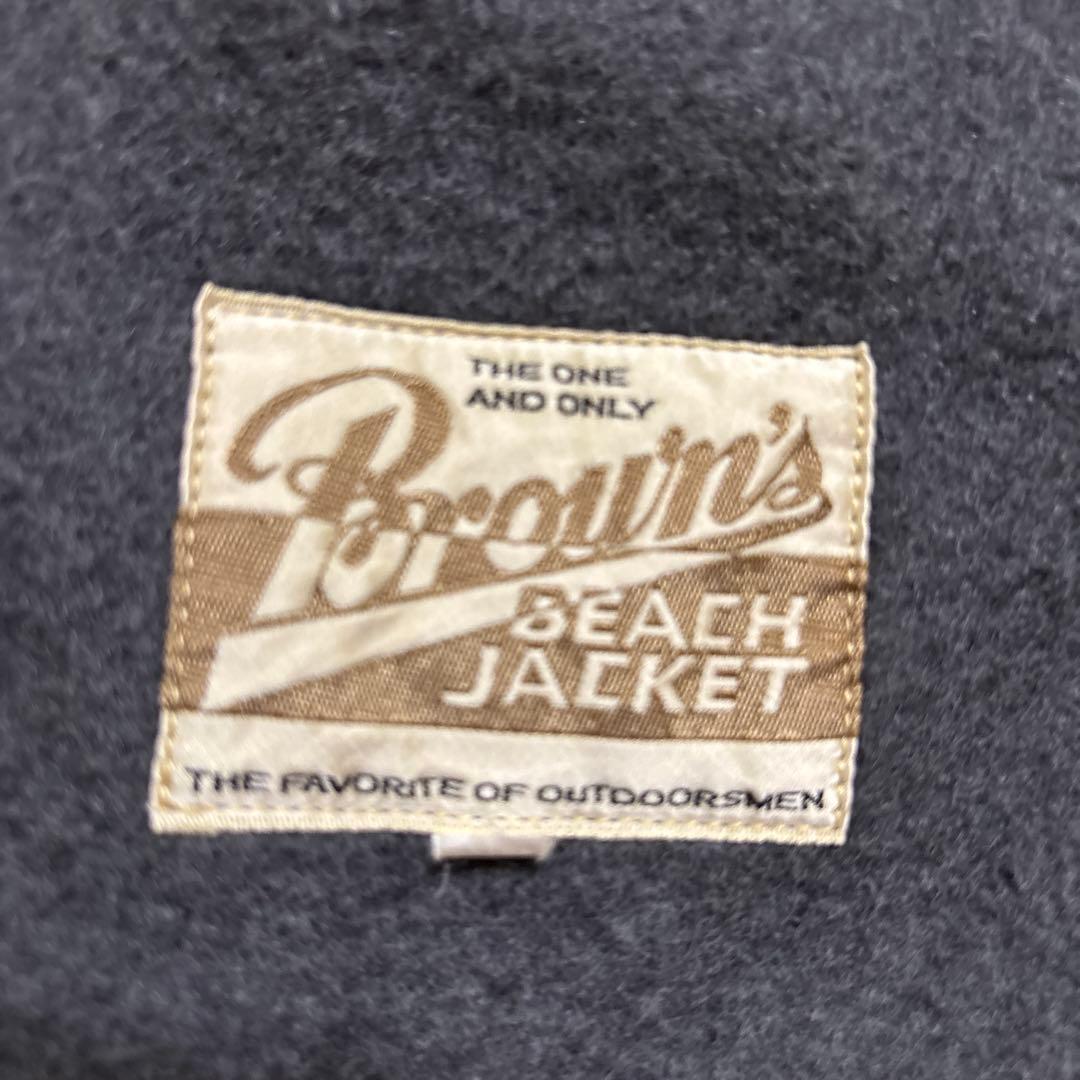 THE ONE
AND ONLY
Brown's
BEACH
JACKET
THE FAVORITE OF OUTDOORSMEN